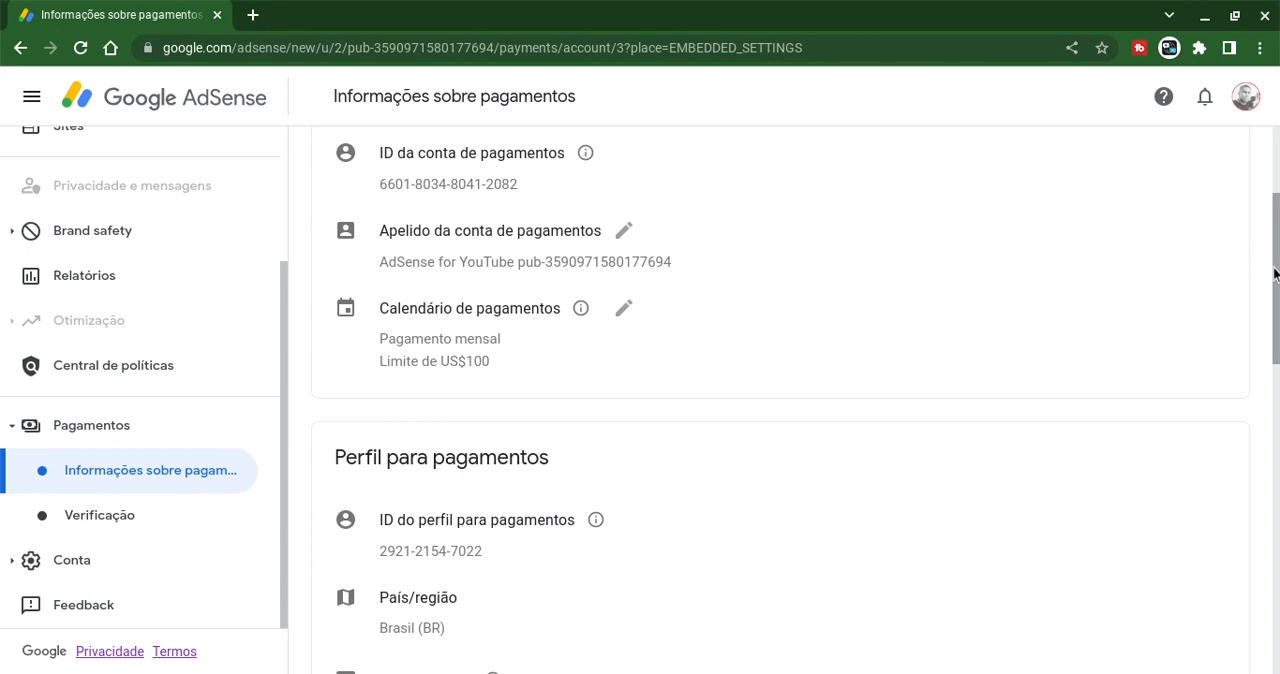 Informações sobre pagamentos
google.com/adsense/new/u/2/pub-3590971580177694/payments/account/3?place=EMBEDDED_SETTINGS
Google AdSense
Informações sobre pagamentos
Sites
Privacidade e mensagens
Brand safety
Relatórios
Otimização
Central de políticas
Pagamentos
Informações sobre pagam...
Verificação
Conta
Feedback
Google Privacidade Termos
ID da conta de pagamentos
6601-8034-8041-2082
Apelido da conta de pagamentos
AdSense for YouTube pub-3590971580177694
Calendário de pagamentos
Pagamento mensal
Limite de US$100
Perfil para pagamentos
ID do perfil para pagamentos
2921-2154-7022
País/região
Brasil (BR)